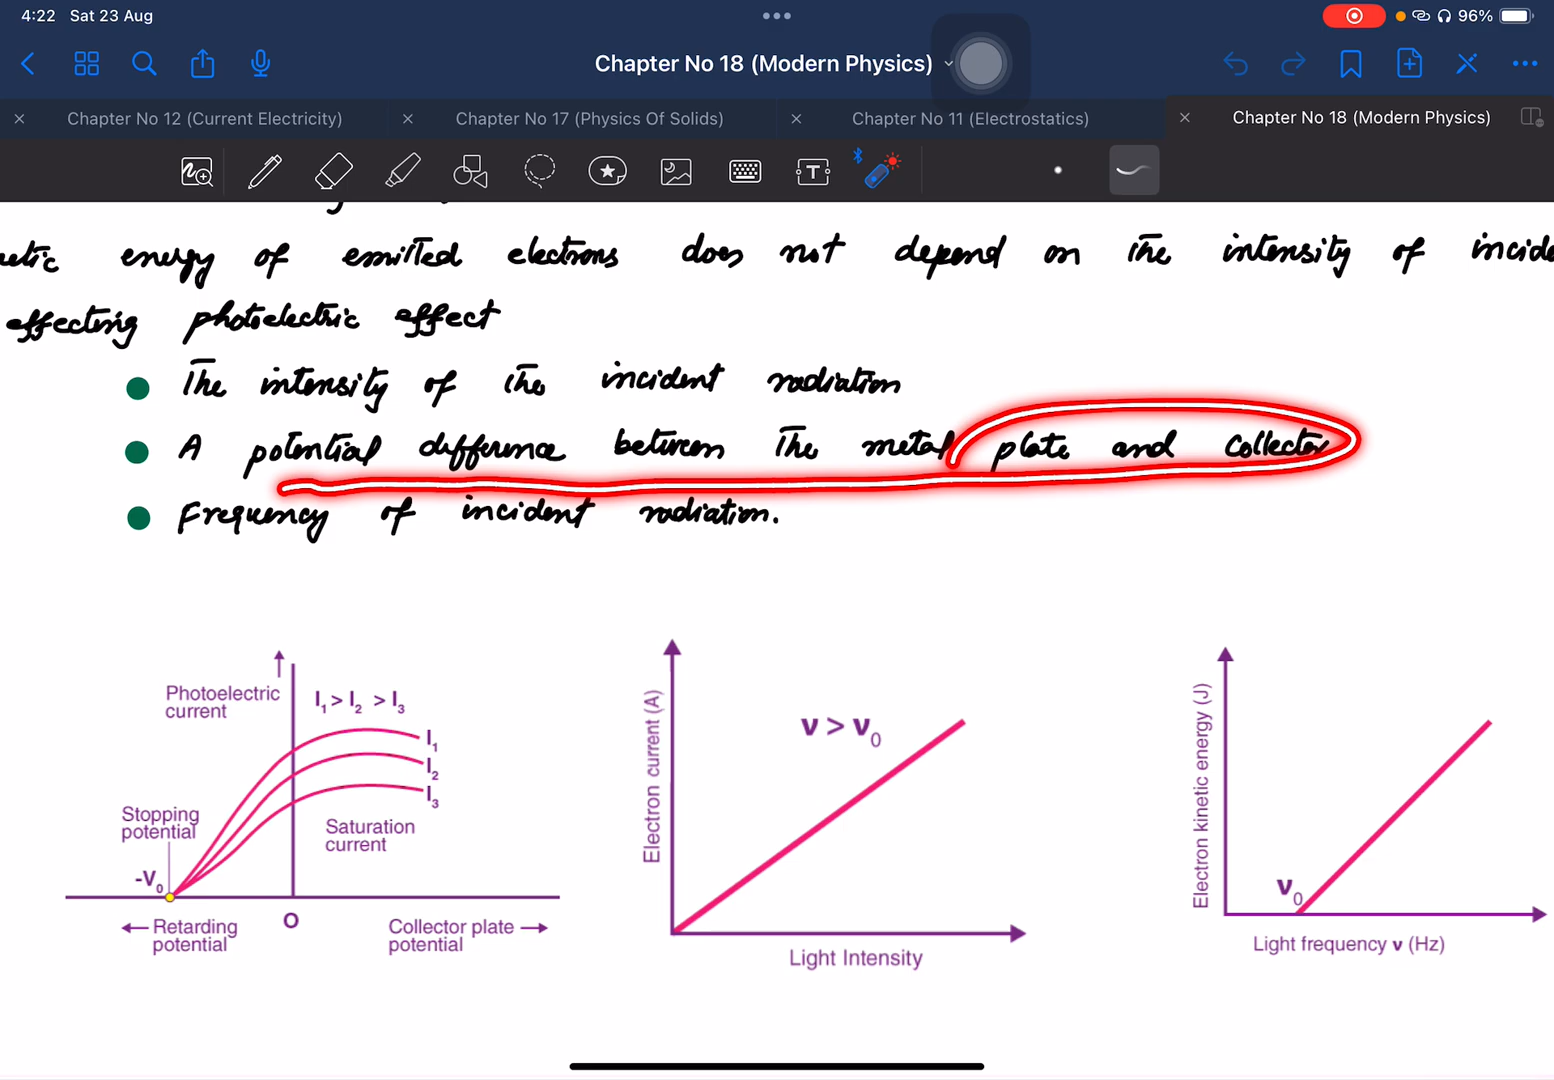 4:22 Sat 23 Aug
96%
Chapter No 18 (Modern Physics)
Chapter No 12 (Current Electricity)
Chapter No 17 (Physics Of Solids)
Chapter No 11 (Electrostatics)
Chapter No 18 (Modern Physics)
energy of emitted electrons does not depend on the intensity of
effecting photoelectric effect
The intensity of the incident radiation
A potential difference between The metal plate and collector
Frequency of incident radiation.
Photoelectric
current
I₁ > I₂ > I₃
I₁
I₂
I₃
Stopping
potential
Saturation
current
-V₀
O
Retarding
potential
Collector plate
potential
Electron current (A)
ν > ν₀
Light Intensity
Electron kinetic energy (J)
ν₀
Light frequency ν (Hz)